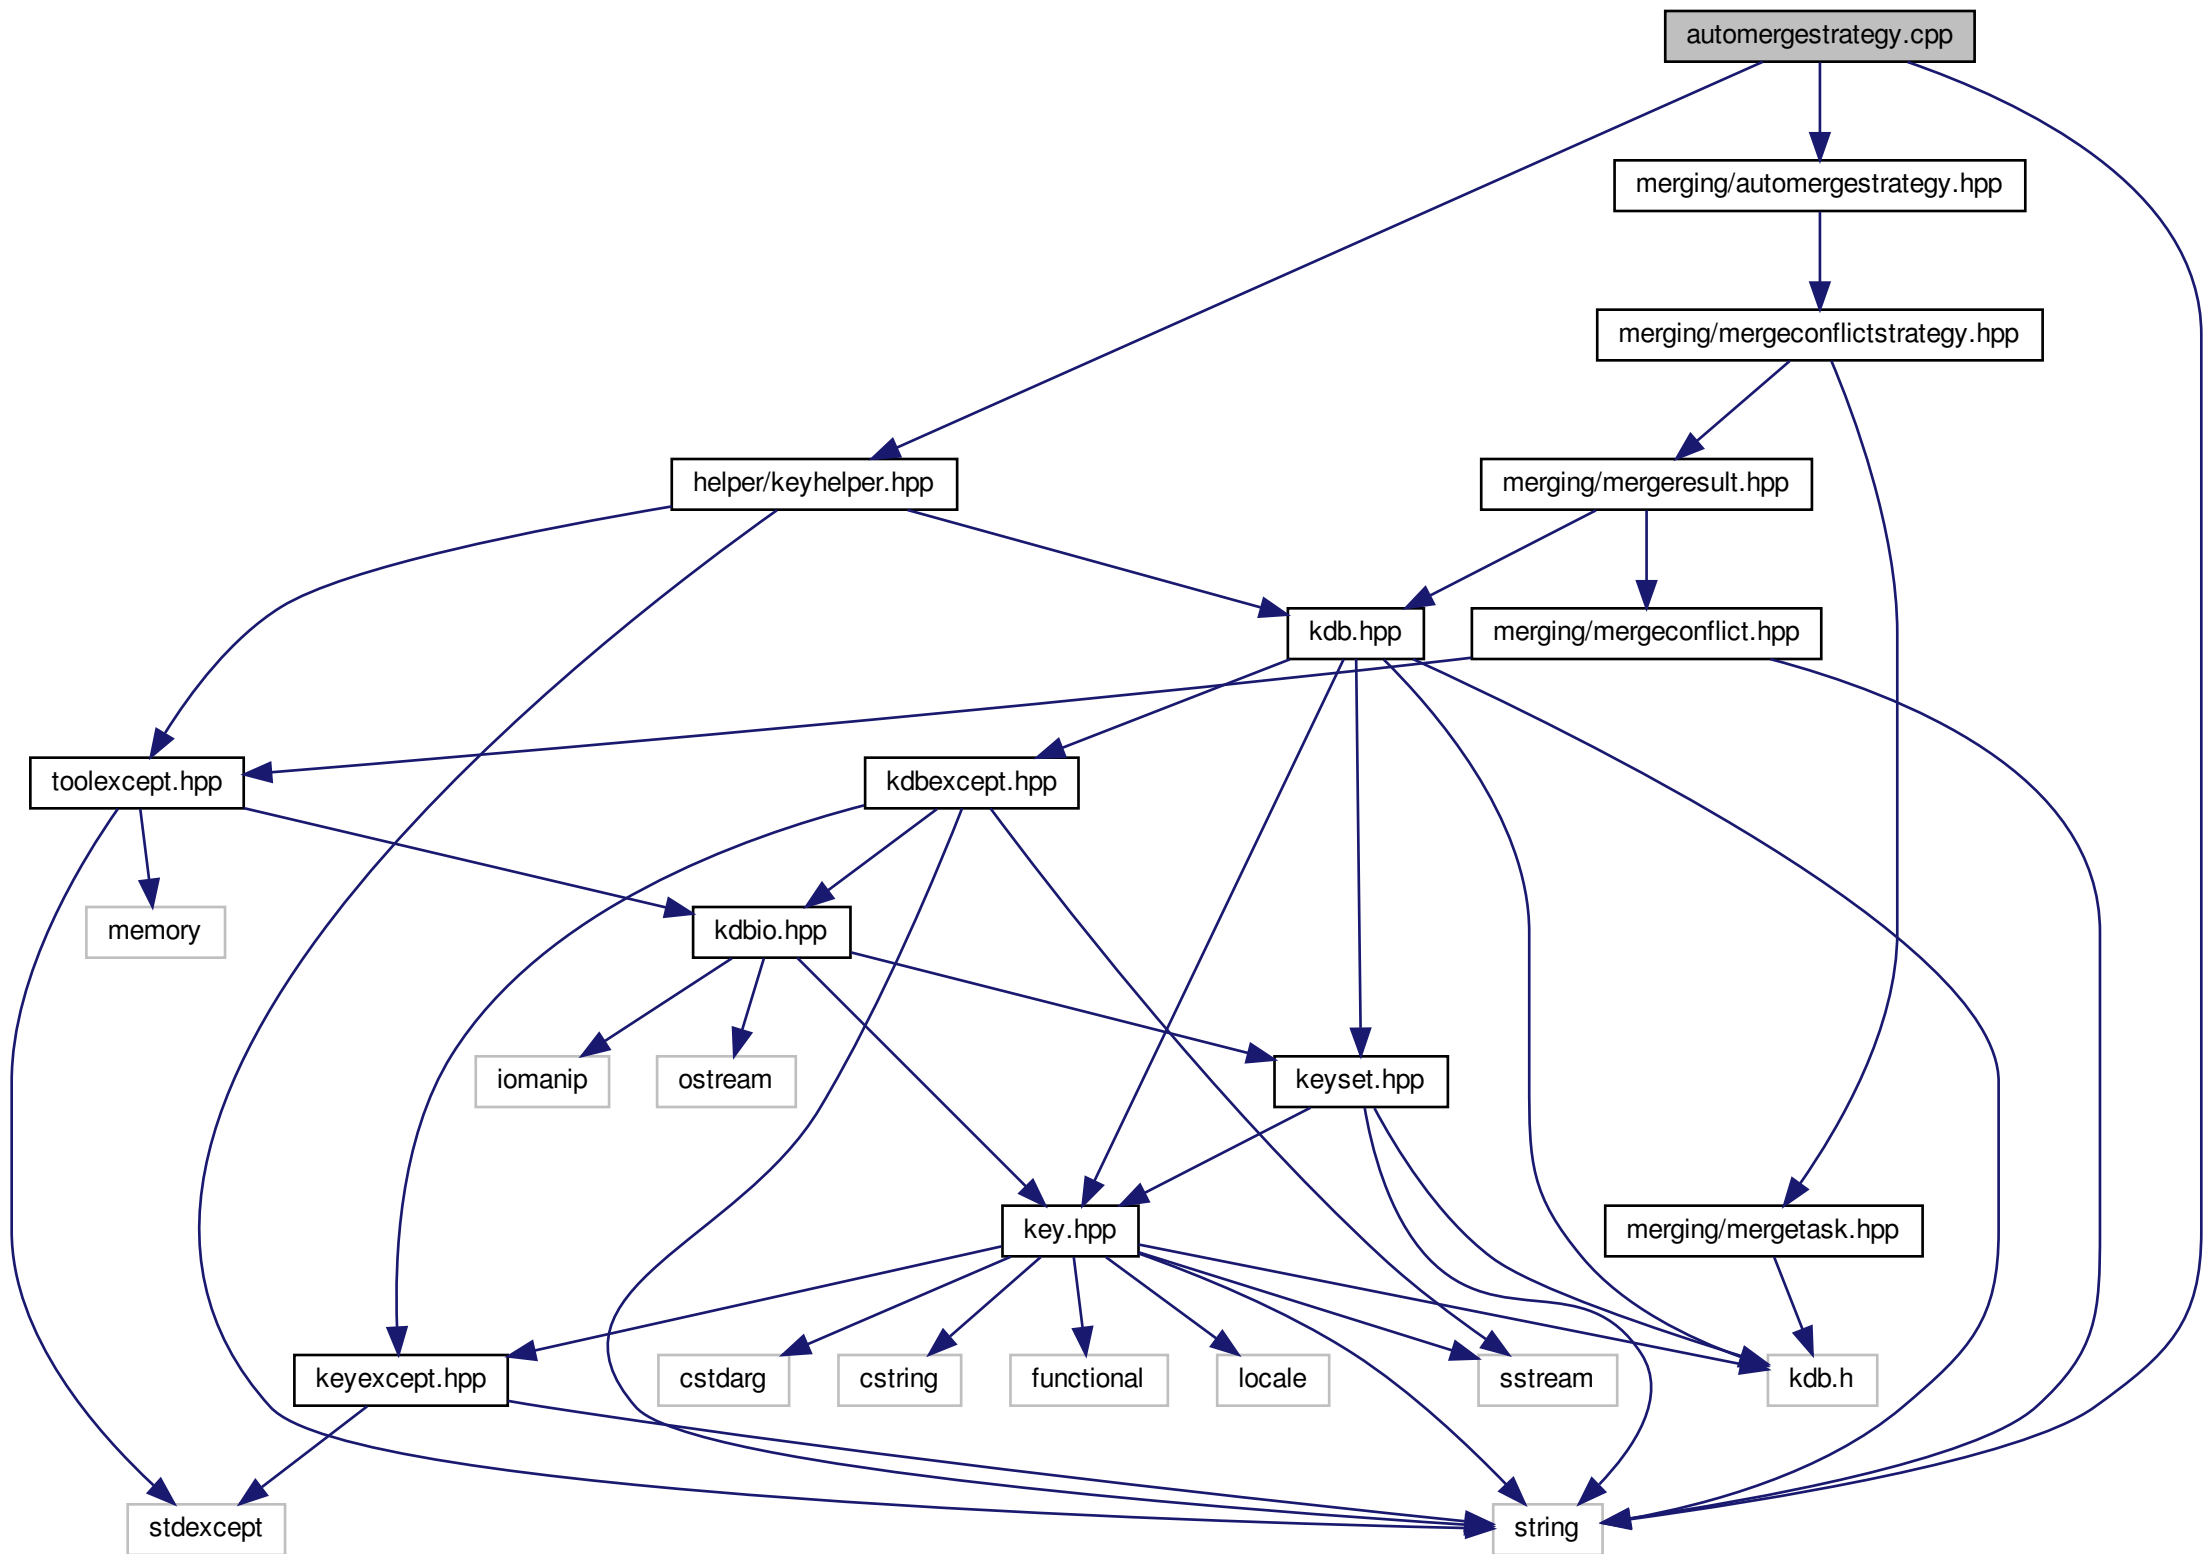 automergestrategy.cpp
merging/automergestrategy.hpp
merging/mergeconflictstrategy.hpp
helper/keyhelper.hpp
merging/mergeresult.hpp
kdb.hpp
merging/mergeconflict.hpp
toolexcept.hpp
kdbexcept.hpp
memory
kdbio.hpp
iomanip
ostream
keyset.hpp
key.hpp
merging/mergetask.hpp
keyexcept.hpp
cstdarg
cstring
functional
locale
sstream
kdb.h
stdexcept
string